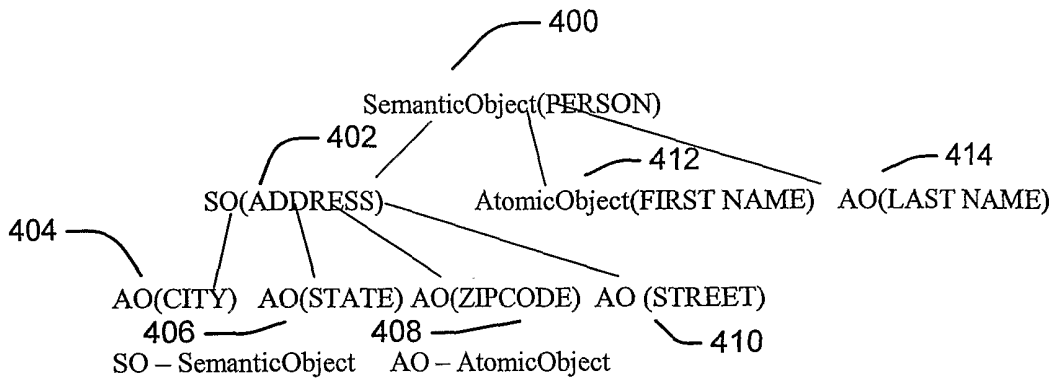 400
SemanticObject(PERSON)
402
412
414
SO(ADDRESS)
AtomicObject(FIRST NAME)
AO(LAST NAME)
404
AO(CITY) AO(STATE) AO(ZIPCODE) AO (STREET)
406
408
410
SO – SemanticObject AO – AtomicObject